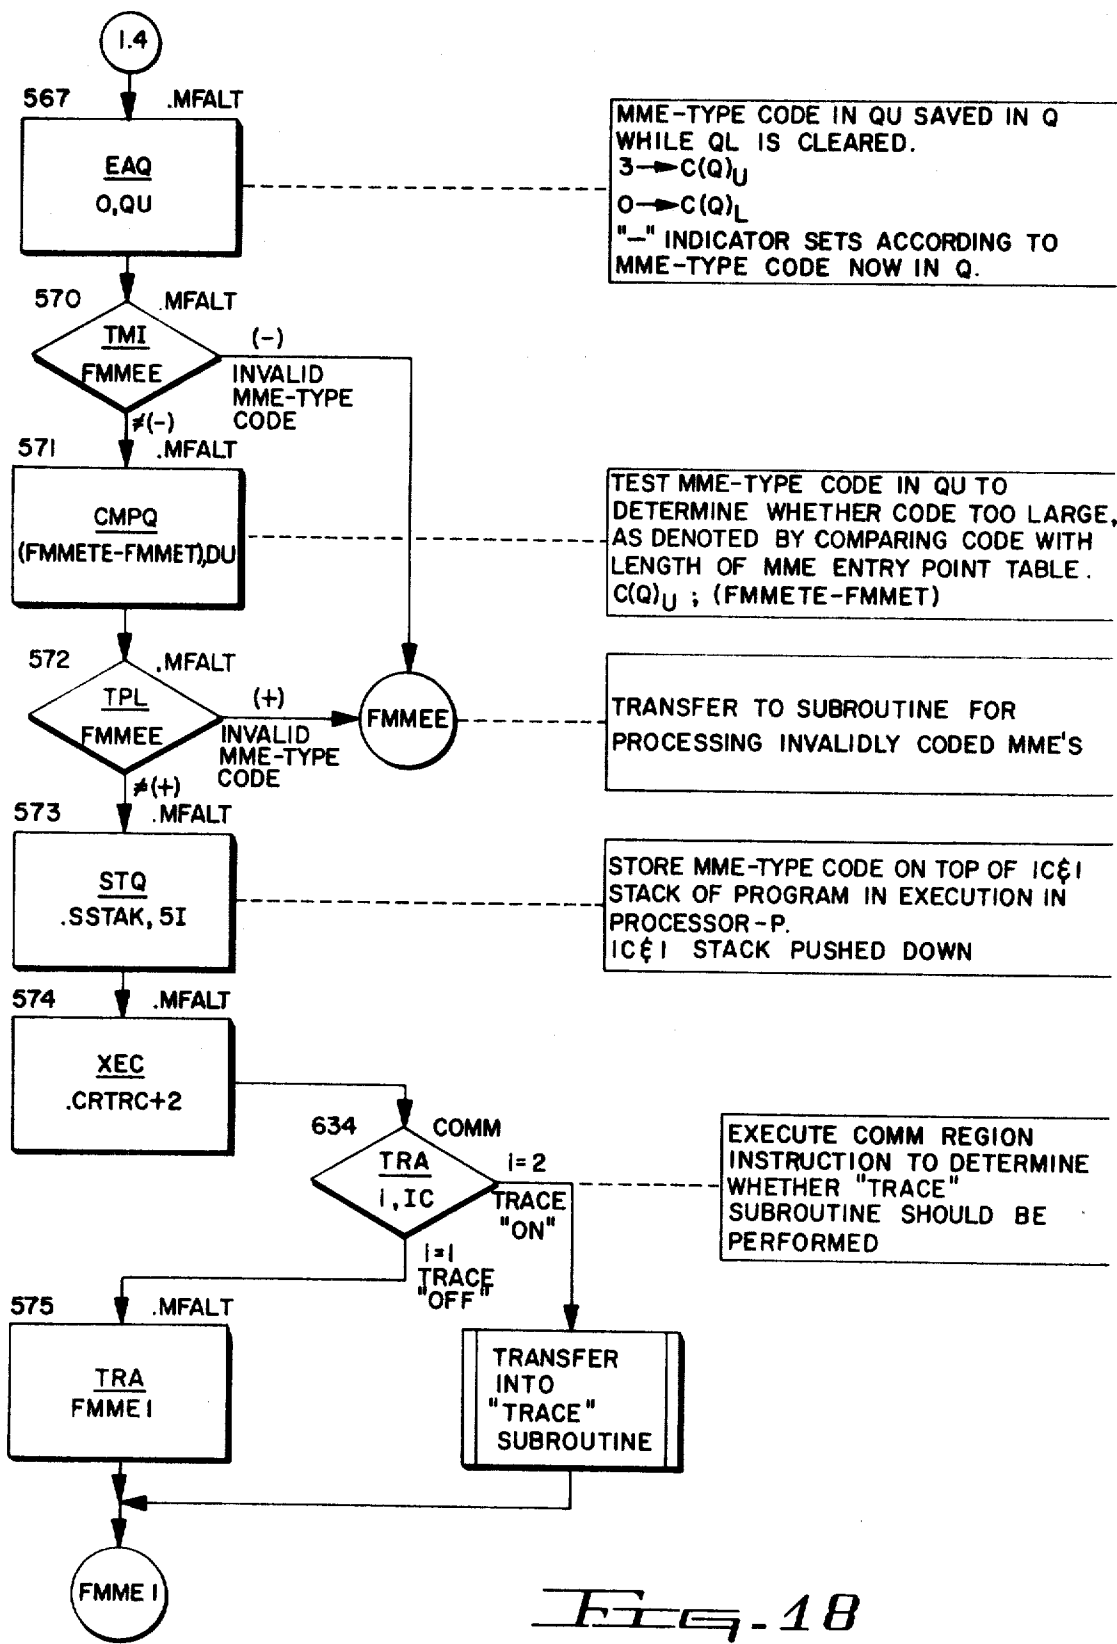 1.4
567 .MFALT
EAQ
0,QU
MME-TYPE CODE IN QU SAVED IN Q
WHILE QL IS CLEARED.
3→C(Q)U
0→C(Q)L
"–" INDICATOR SETS ACCORDING TO
MME-TYPE CODE NOW IN Q.
570 .MFALT
TMI
FMMEE
(-)
INVALID
MME-TYPE
CODE
≠(-)
571 .MFALT
CMPQ
(FMMETE-FMMET),DU
TEST MME-TYPE CODE IN QU TO
DETERMINE WHETHER CODE TOO LARGE,
AS DENOTED BY COMPARING CODE WITH
LENGTH OF MME ENTRY POINT TABLE.
C(Q)U ; (FMMETE-FMMET)
572 .MFALT
TPL
FMMEE
(+)
INVALID
MME-TYPE
CODE
≠(+)
FMMEE
TRANSFER TO SUBROUTINE FOR
PROCESSING INVALIDLY CODED MME'S
573 .MFALT
STQ
.SSTAK, 5I
STORE MME-TYPE CODE ON TOP OF IC&I
STACK OF PROGRAM IN EXECUTION IN
PROCESSOR-P.
IC&I STACK PUSHED DOWN
574 .MFALT
XEC
.CRTRC+2
634 COMM
TRA
i,IC
i=2
TRACE
"ON"
i=1
TRACE
"OFF"
EXECUTE COMM REGION
INSTRUCTION TO DETERMINE
WHETHER "TRACE"
SUBROUTINE SHOULD BE
PERFORMED
575 .MFALT
TRA
FMME1
TRANSFER
INTO
"TRACE"
SUBROUTINE
FMME1
FIG-18